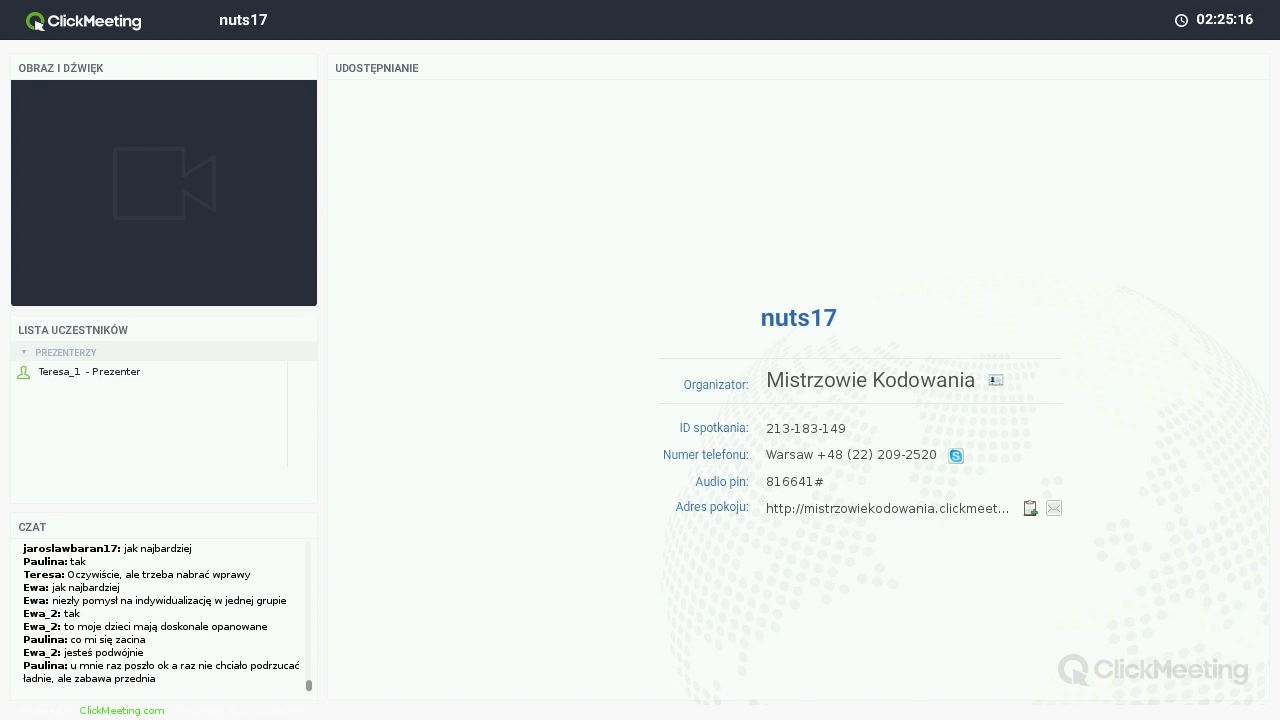 ClickMeeting
nuts17
02:25:16
OBRAZ I DŹWIĘK
LISTA UCZESTNIKÓW
PREZENTERZY
Teresa_1 - Prezenter
CZAT
jaroslawbaran17: jak najbardziej
Paulina: tak
Teresa: Oczywiście, ale trzeba nabrać wprawy
Ewa: jak najbardziej
Ewa: niezły pomysł na indywidualizację w jednej grupie
Ewa_2: tak
Ewa_2: to moje dzieci mają doskonale opanowane
Paulina: co mi się zacina
Ewa_2: jesteś podwójnie
Paulina: u mnie raz poszło ok a raz nie chciało podrzucać
ładnie, ale zabawa przednia
ClickMeeting.com
UDOSTĘPNIANIE
nuts17
Organizator: Mistrzowie Kodowania
ID spotkania: 213-183-149
Numer telefonu: Warsaw +48 (22) 209-2520
Audio pin: 816641#
Adres pokoju: http://mistrzowiekodowania.clickmeet...
ClickMeeting